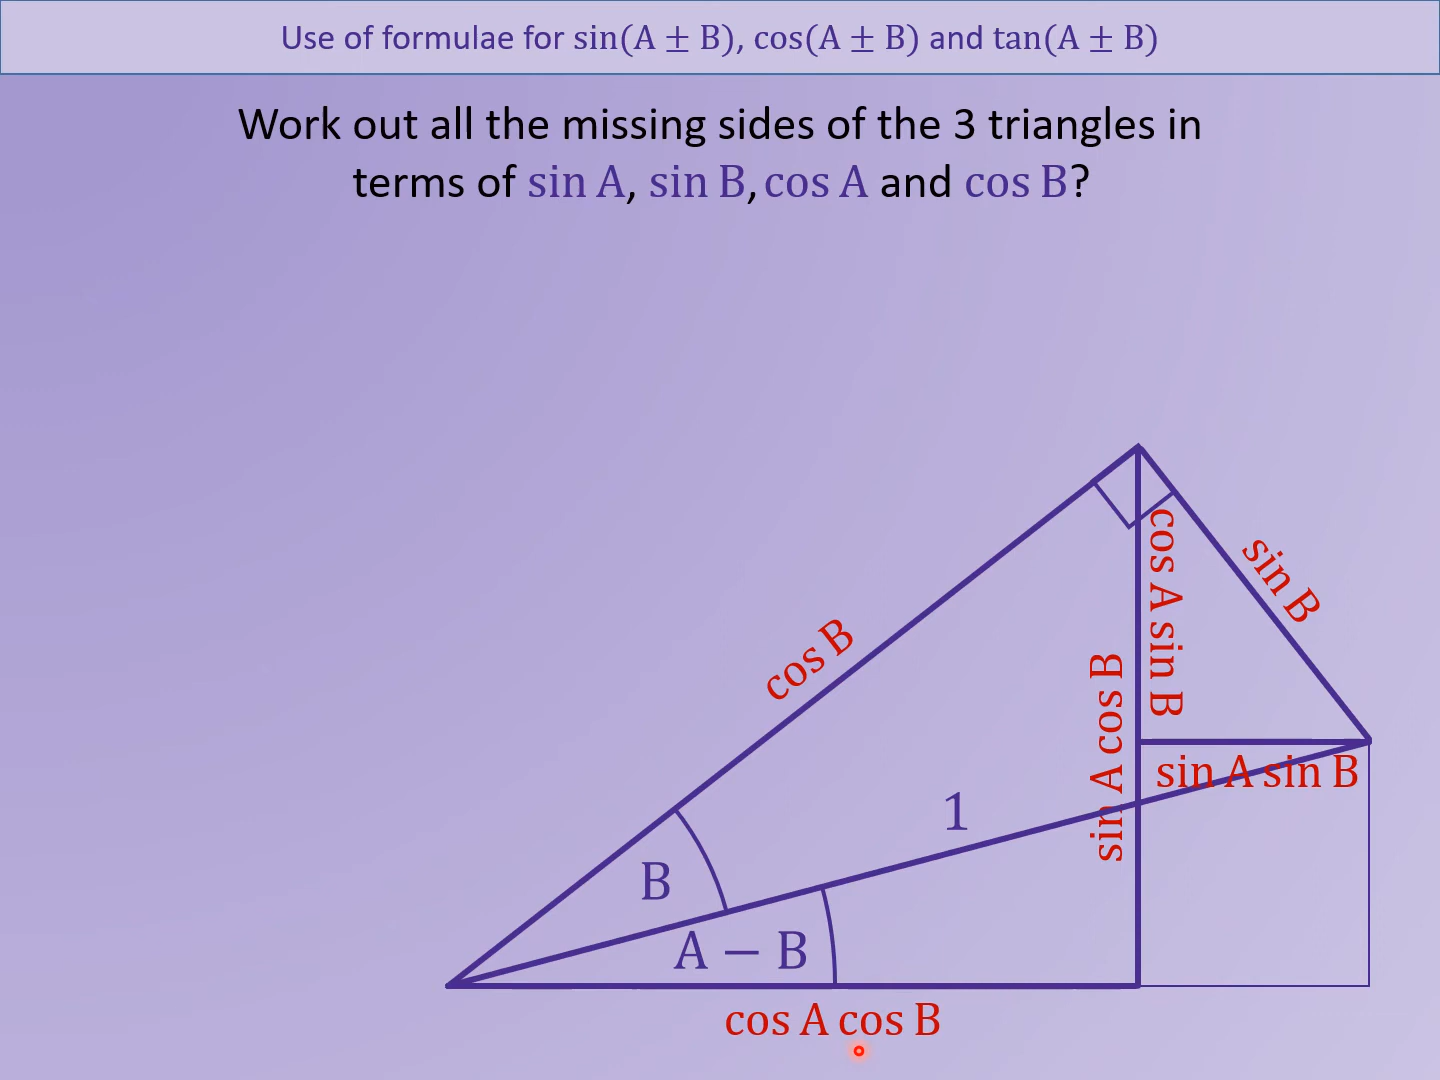 Use of formulae for sin(A ± B), cos(A ± B) and tan(A ± B)
Work out all the missing sides of the 3 triangles in
terms of sin A, sin B, cos A and cos B?
cos A sin B
sin B
cos B
sin A cos B
sin A sin B
1
B
A − B
cos A cos B